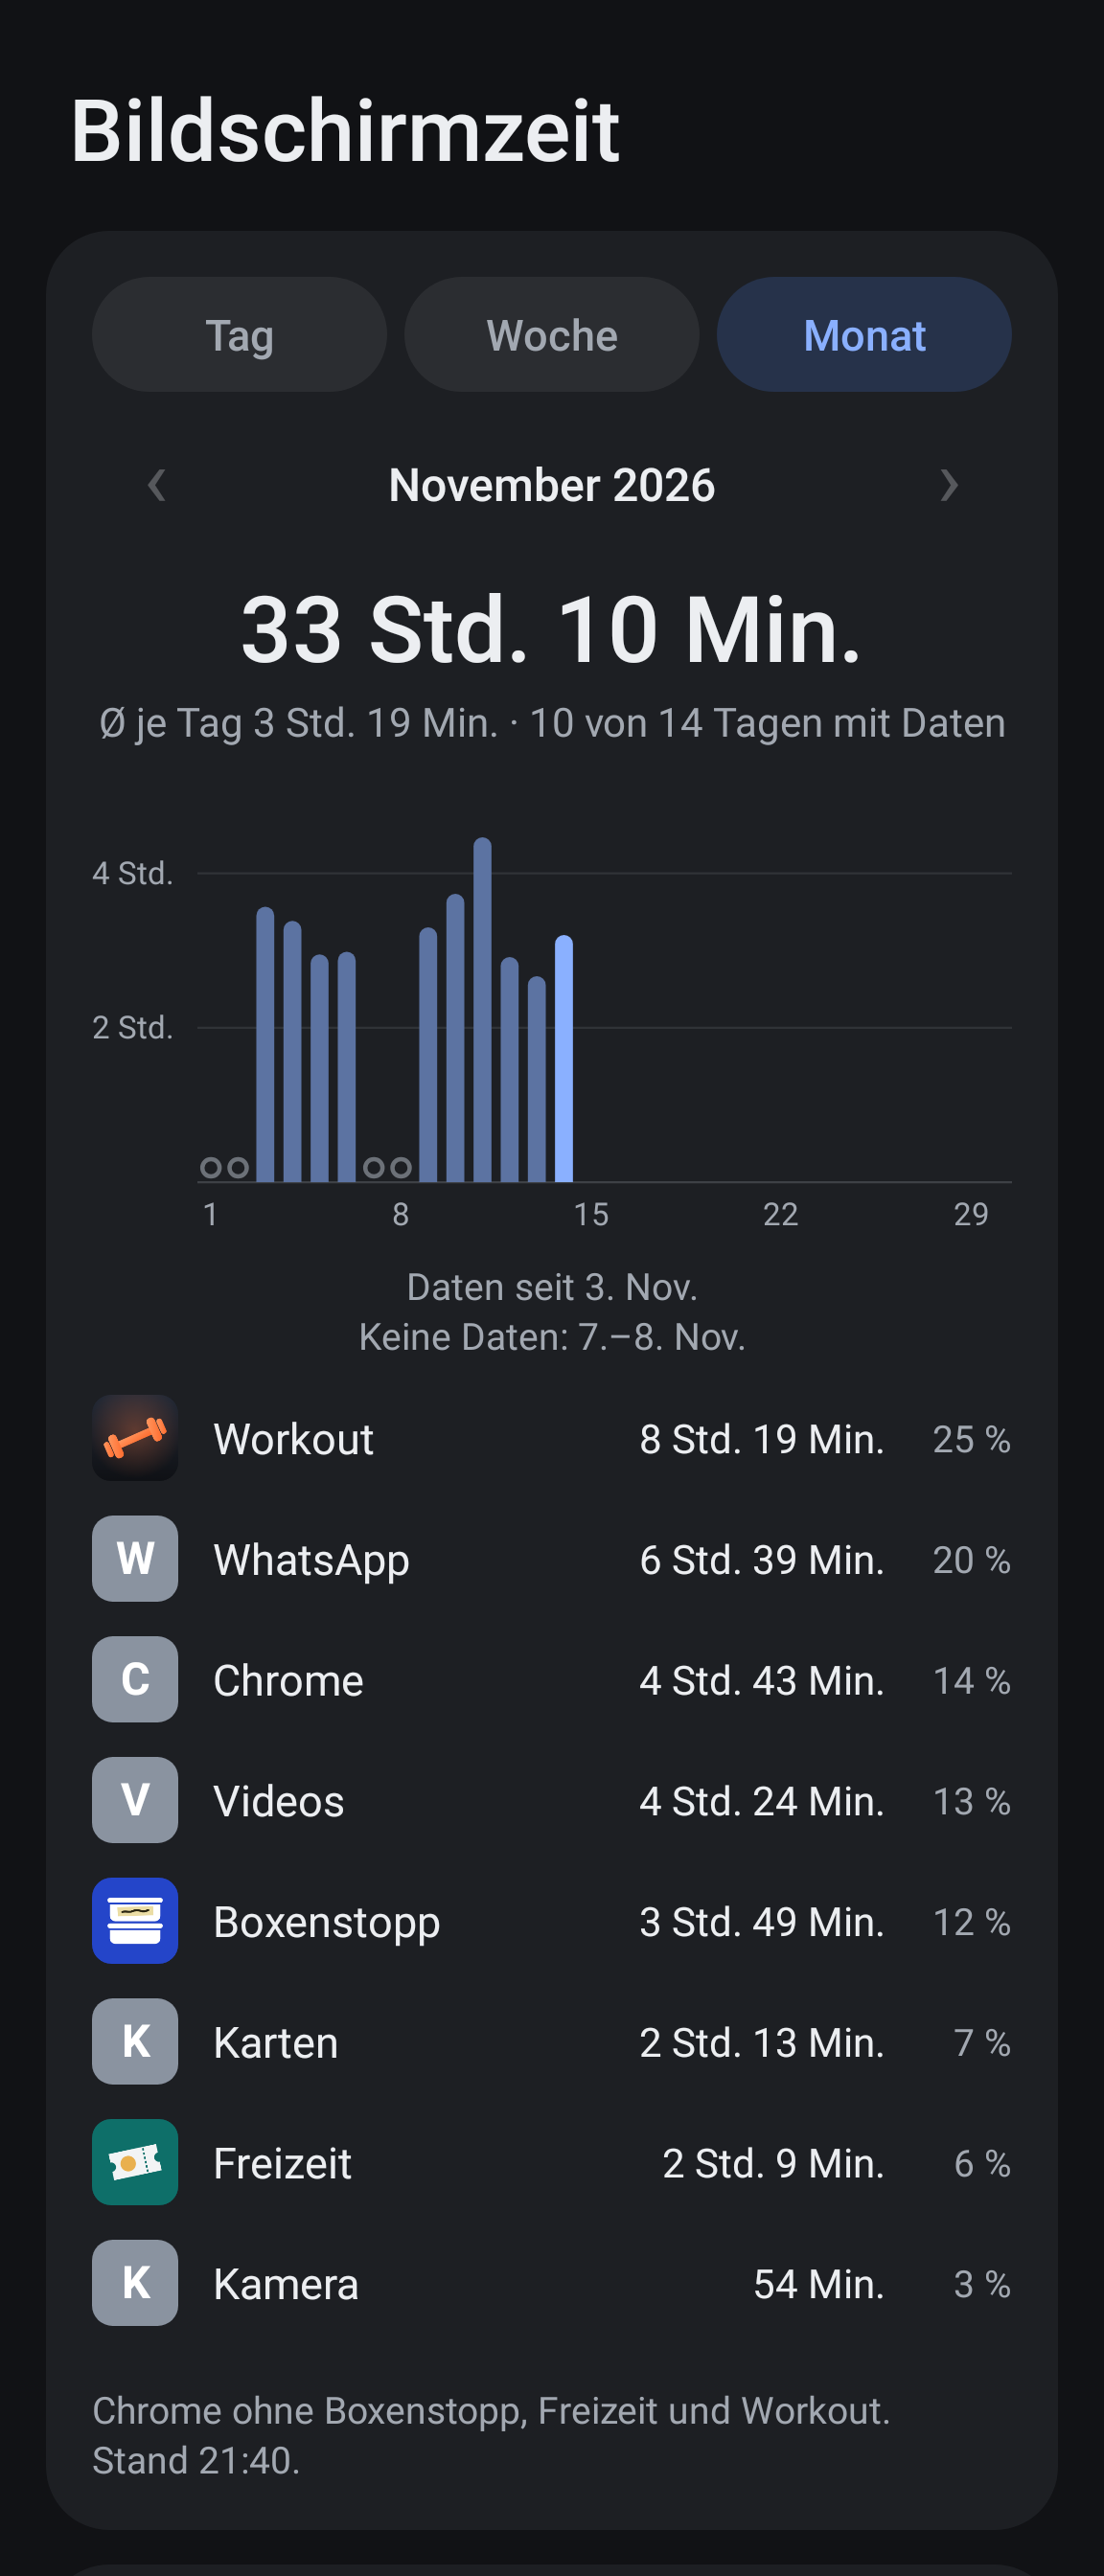 Bildschirmzeit
Tag Woche Monat
‹ November 2026 ›
33 Std. 10 Min.
Ø je Tag 3 Std. 19 Min. · 10 von 14 Tagen mit Daten
4 Std.
2 Std.
1 8 15 22 29
Daten seit 3. Nov.
Keine Daten: 7.–8. Nov.
Workout 8 Std. 19 Min. 25 %
W WhatsApp 6 Std. 39 Min. 20 %
C Chrome 4 Std. 43 Min. 14 %
V Videos 4 Std. 24 Min. 13 %
Boxenstopp 3 Std. 49 Min. 12 %
K Karten 2 Std. 13 Min. 7 %
Freizeit 2 Std. 9 Min. 6 %
K Kamera 54 Min. 3 %
Chrome ohne Boxenstopp, Freizeit und Workout.
Stand 21:40.